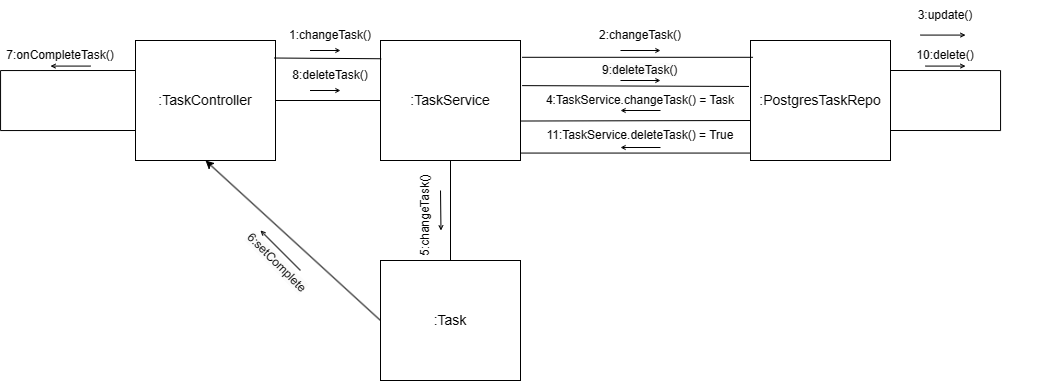 3:update()
1:changeTask()
2:changeTask()
7:onCompleteTask()
10:delete()
8:deleteTask()
9:deleteTask()
:TaskController
:TaskService
4:TaskService.changeTask() = Task
:PostgresTaskRepo
11:TaskService.deleteTask() = True
5:changeTask()
6:setComplete
:Task